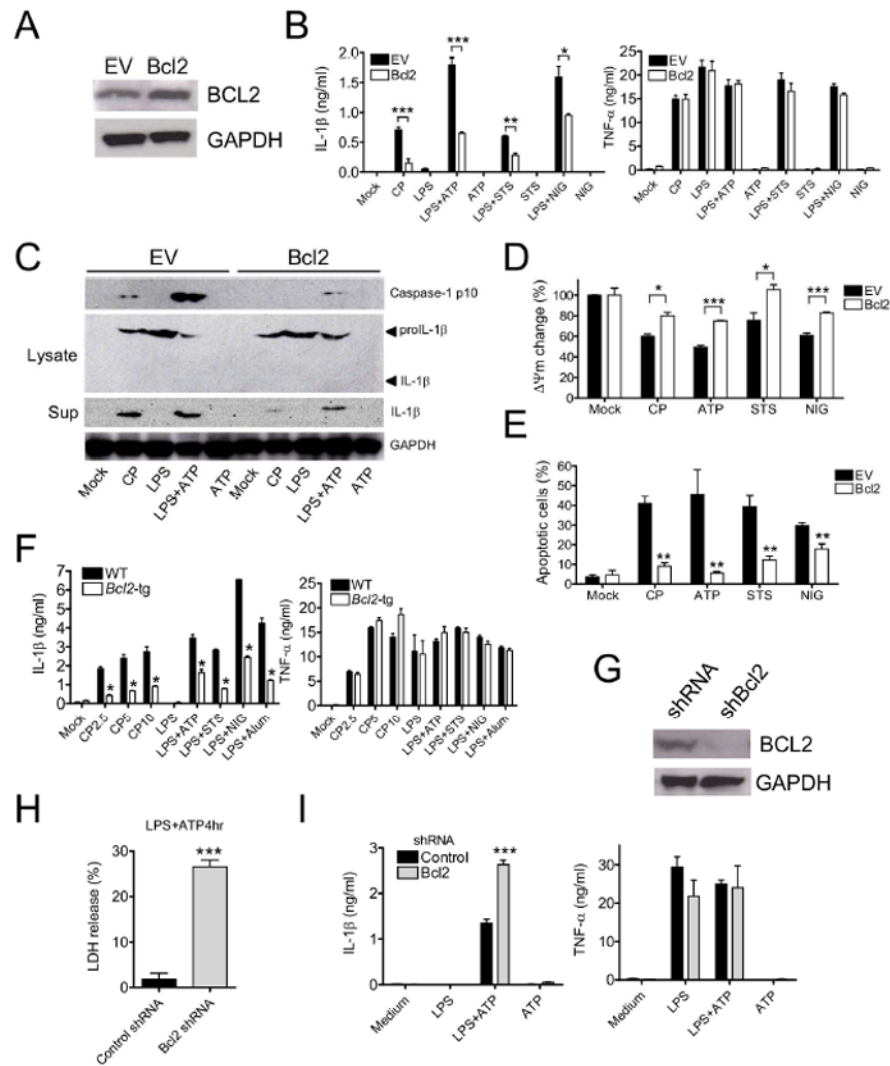 A
EV Bcl2
BCL2
GAPDH
B
IL-1β (ng/ml)
2.0
1.5
1.0
0.5
0.0
EV
Bcl2
***
***
**
*
Mock
CP
LPS
LPS+ATP
ATP
LPS+STS
STS
LPS+NIG
NIG
TNF-α (ng/ml)
25
20
15
10
5
0
EV
Bcl2
Mock
CP
LPS
LPS+ATP
ATP
LPS+STS
STS
LPS+NIG
NIG
C
EV Bcl2
Caspase-1 p10
Lysate
proIL-1β
IL-1β
Sup
IL-1β
GAPDH
Mock
CP
LPS
LPS+ATP
ATP
Mock
CP
LPS
LPS+ATP
ATP
D
ΔΨm change (%)
100
80
60
40
20
0
*
***
*
***
EV
Bcl2
Mock CP ATP STS NIG
E
Apoptotic cells (%)
60
50
40
30
20
10
0
**
**
**
**
EV
Bcl2
Mock CP ATP STS NIG
F
IL-1β (ng/ml)
7
6
5
4
3
2
1
0
WT
Bcl2-tg
*
*
*
*
*
*
*
Mock
CP2.5
CP5
CP10
LPS
LPS+ATP
LPS+STS
LPS+NIG
LPS+Alum
TNF-α (ng/ml)
25
20
15
10
5
0
WT
Bcl2-tg
Mock
CP2.5
CP5
CP10
LPS
LPS+ATP
LPS+STS
LPS+NIG
LPS+Alum
G
shRNA
shBcl2
BCL2
GAPDH
H
LPS+ATP4hr
LDH release (%)
30
20
10
0
***
Control shRNA
Bcl2 shRNA
I
IL-1β (ng/ml)
3
2
1
0
shRNA
Control
Bcl2
***
Medium
LPS
LPS+ATP
ATP
TNF-α (ng/ml)
30
20
10
0
Medium
LPS
LPS+ATP
ATP